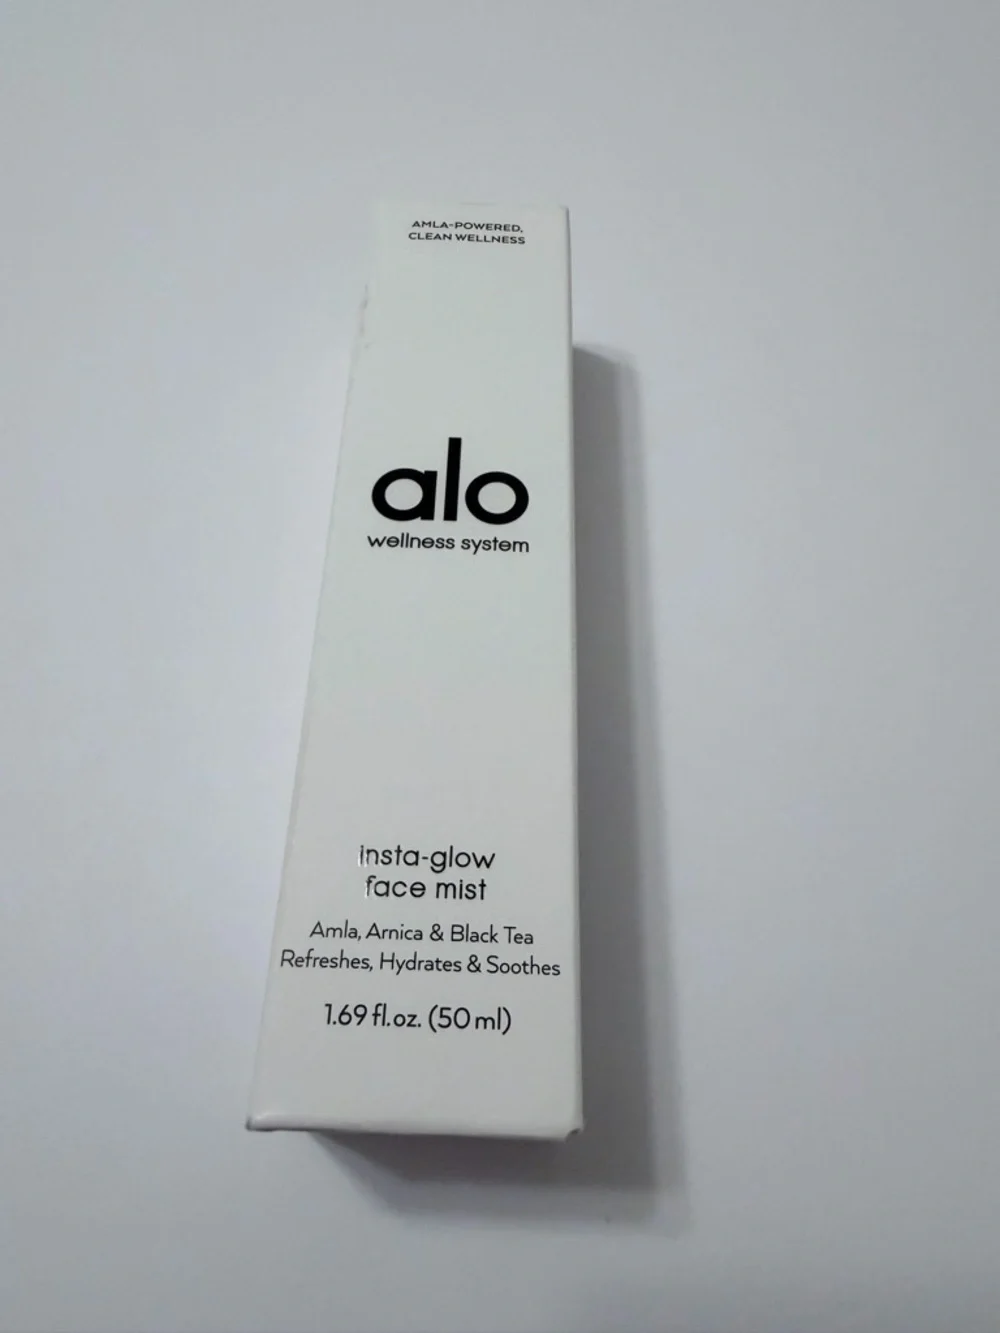 AMLA-POWERED,
CLEAN WELLNESS
alo
wellness system
insta-glow
face mist
Amla, Arnica & Black Tea
Refreshes, Hydrates & Soothes
1.69 fl.oz. (50 ml)